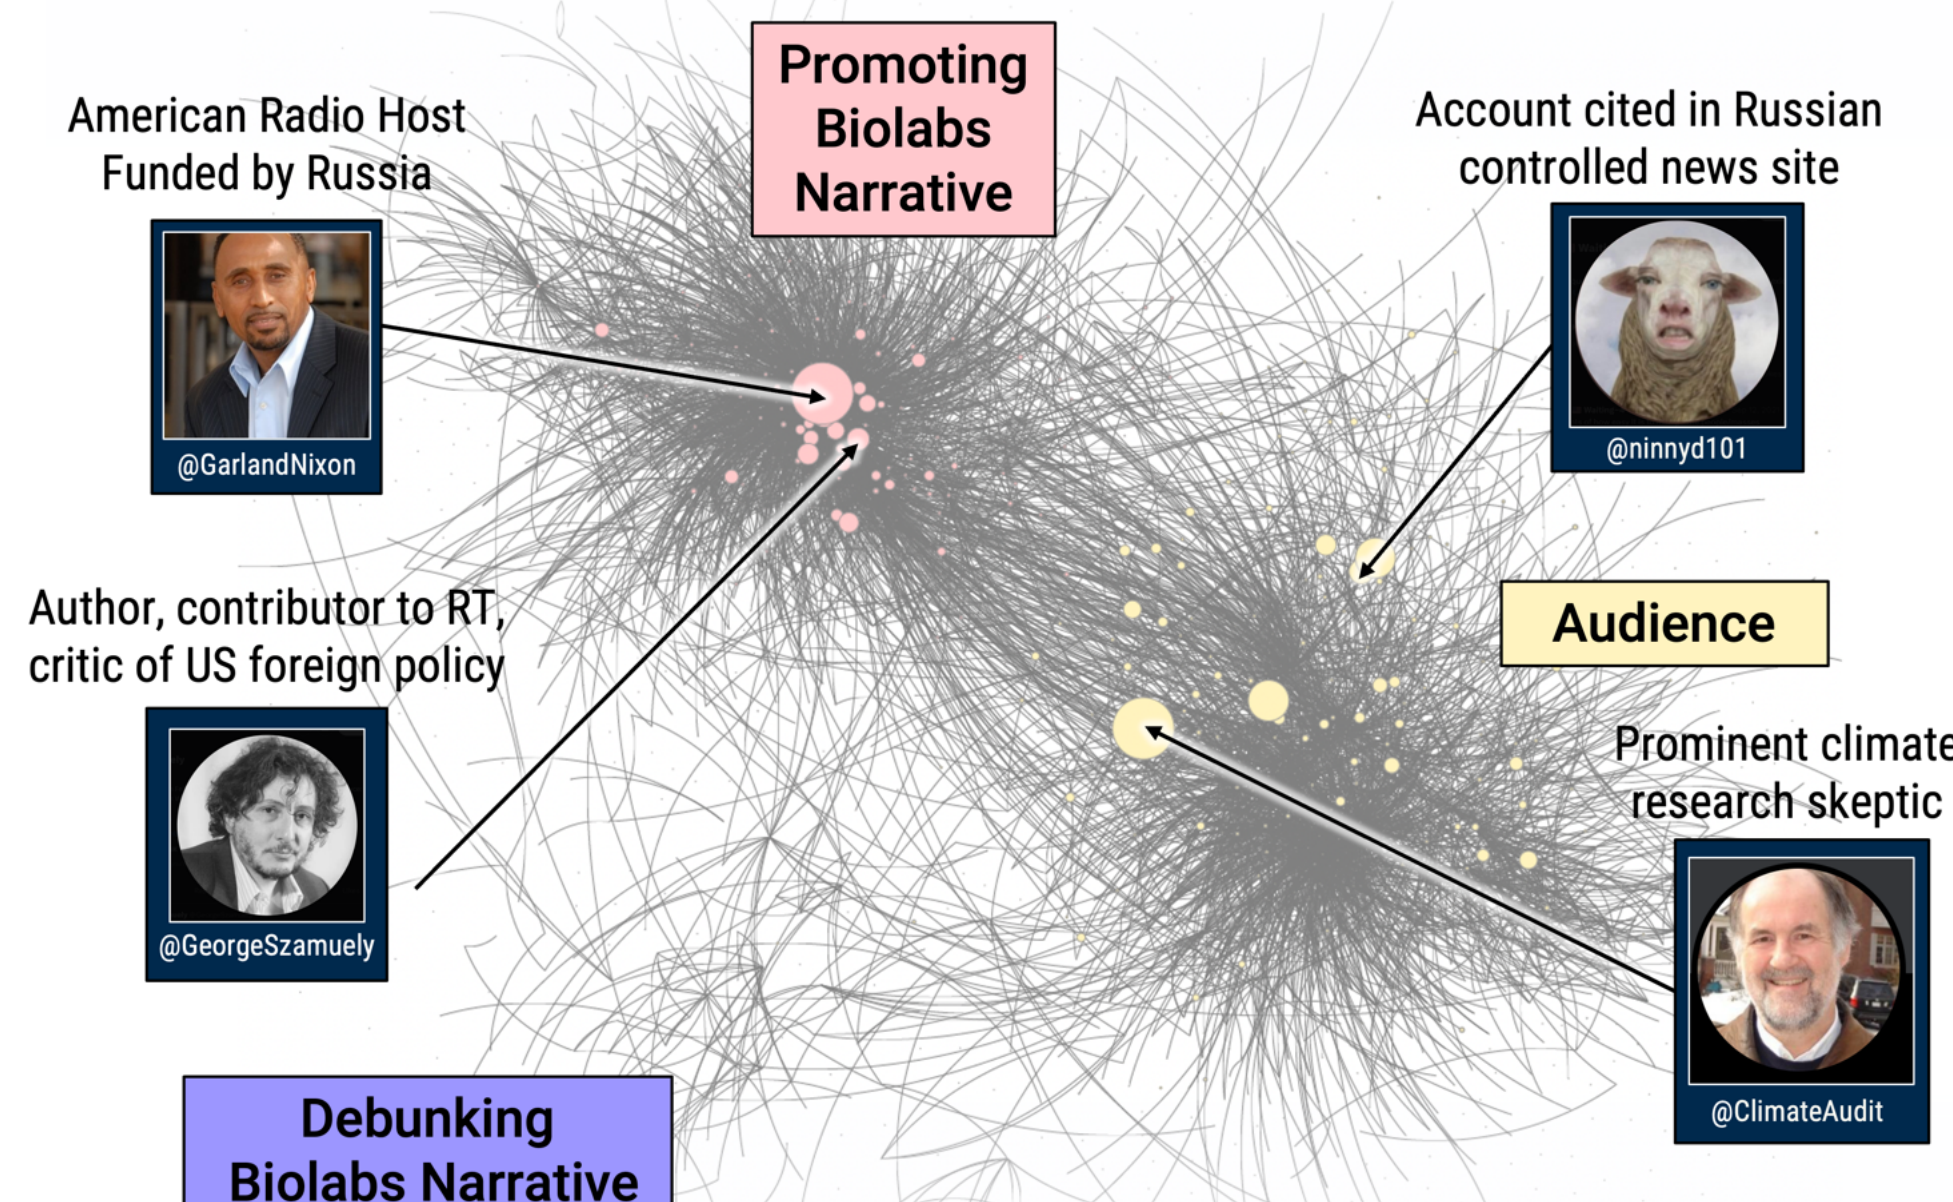 Promoting
Biolabs
Narrative
American Radio Host
Funded by Russia
@GarlandNixon
Account cited in Russian
controlled news site
@ninnyd101
Author, contributor to RT,
critic of US foreign policy
@GeorgeSzamuely
Audience
Prominent climate
research skeptic
@ClimateAudit
Debunking
Biolabs Narrative